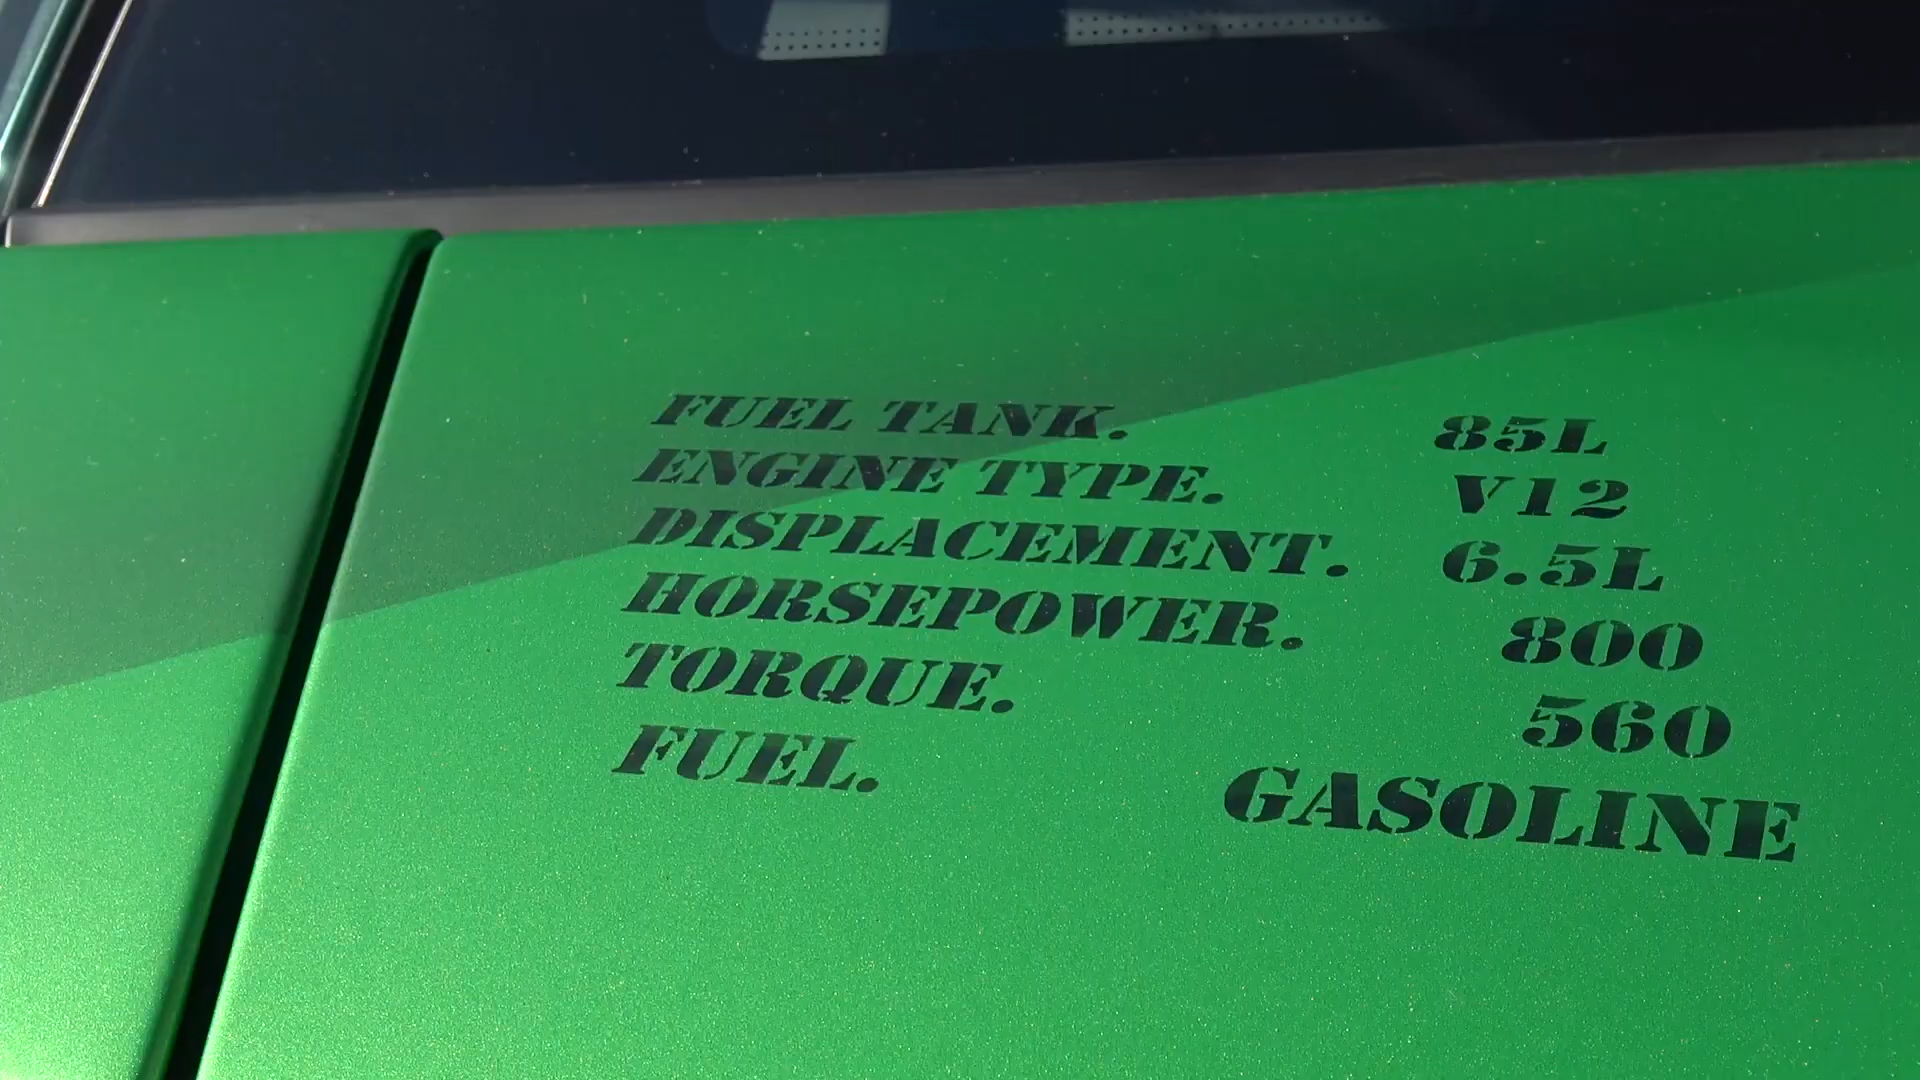 FUEL TANK. 85L
ENGINE TYPE. V12
DISPLACEMENT. 6.5L
HORSEPOWER. 800
TORQUE. 560
FUEL. GASOLINE